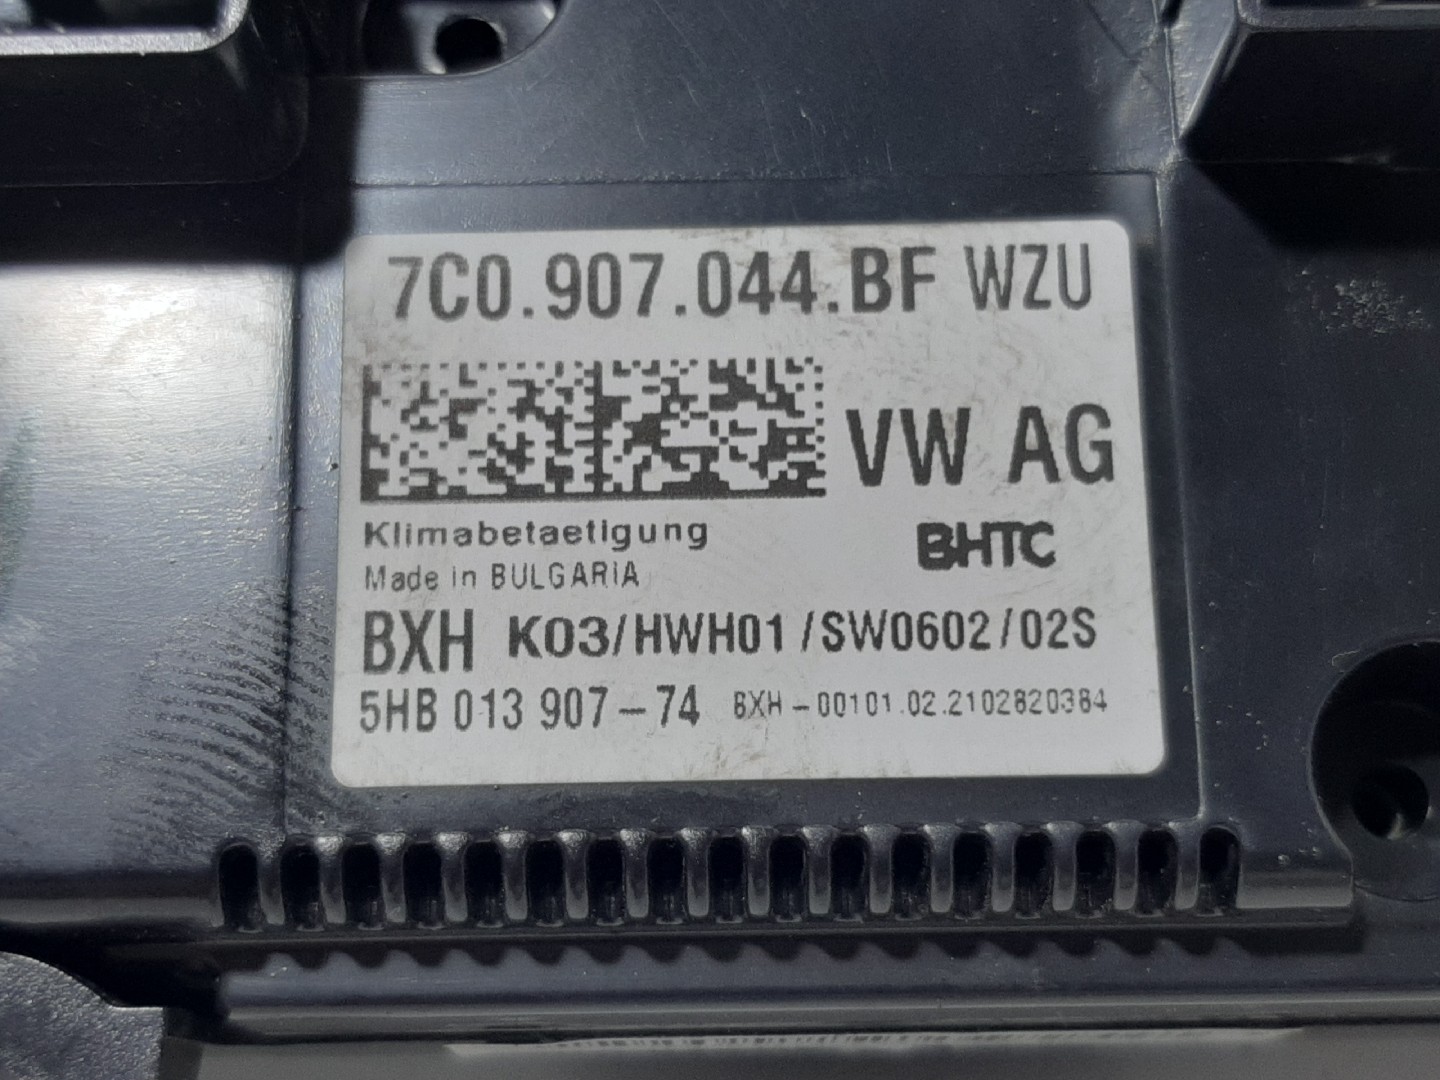 7C0.907.044.BF WZU
VW AG
Klimabetaetigung
BHTC
Made in BULGARIA
BXH K03/HWH01/SW0602/02S
5HB 013 907-74 BXH-00101.02.2102820384